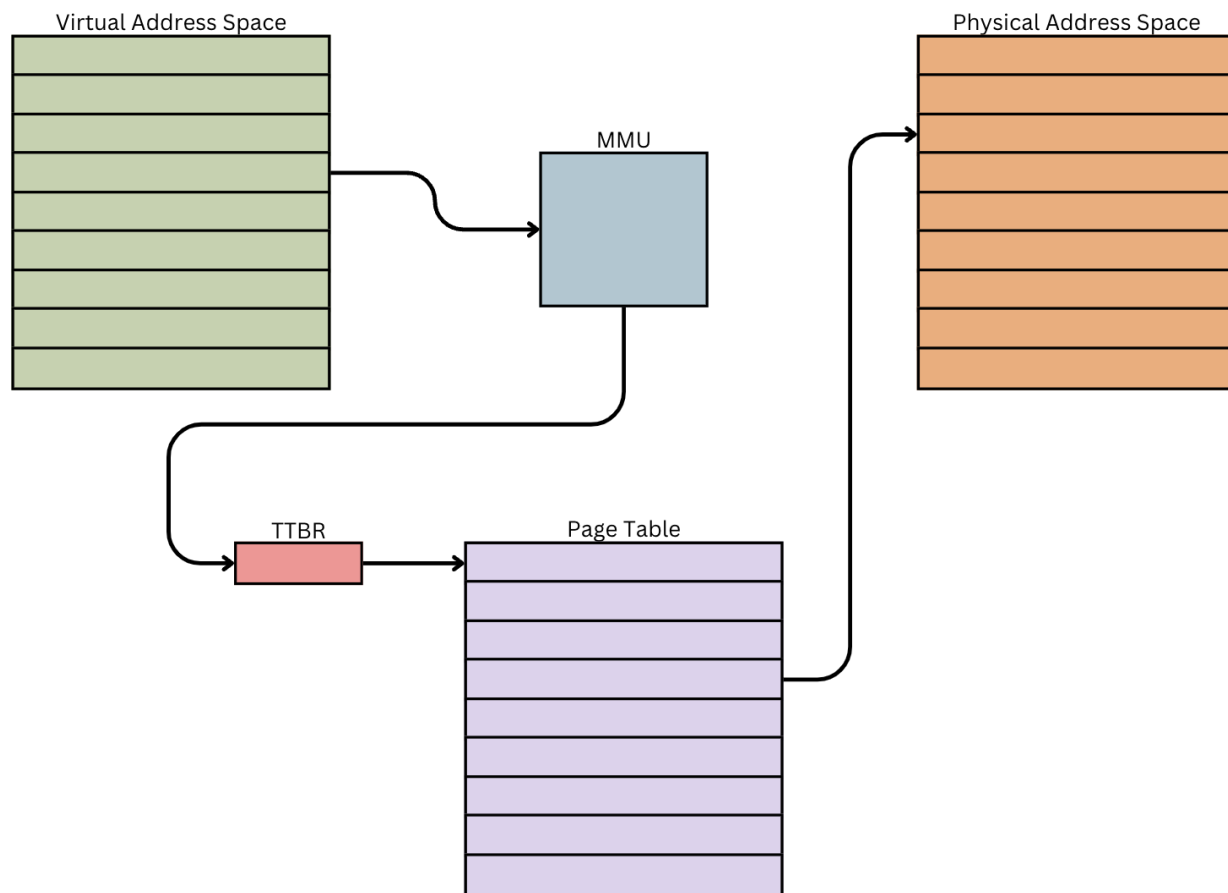 Virtual Address Space
Physical Address Space
MMU
TTBR
Page Table